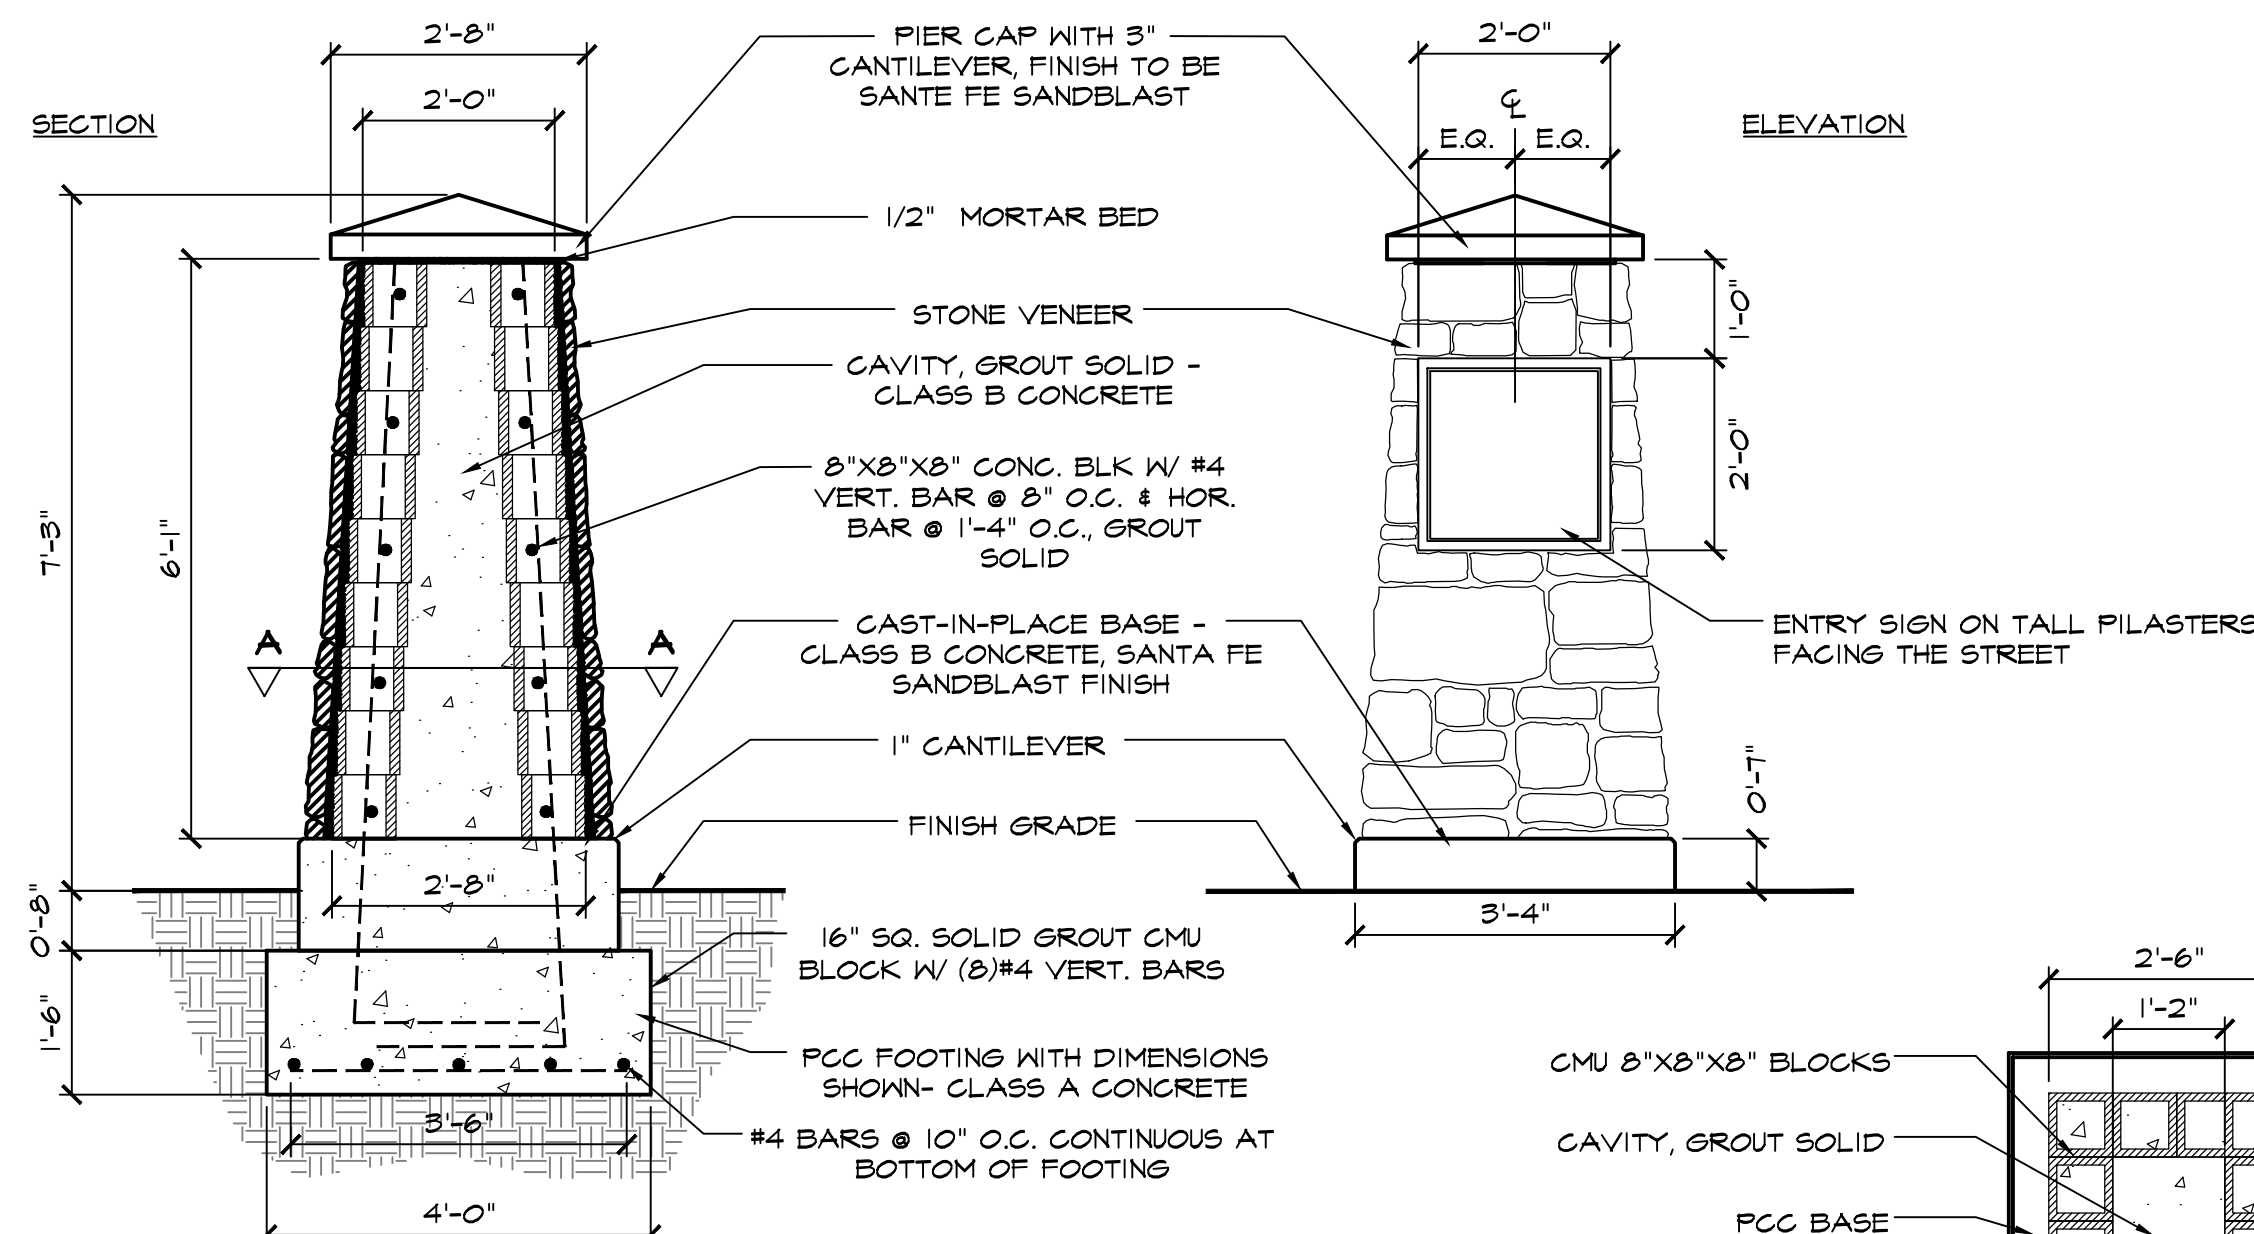 2'-8"
2'-0"
SECTION
PIER CAP WITH 3"
CANTILEVER, FINISH TO BE
SANTE FE SANDBLAST
2'-0"
℄
E.Q. E.Q.
ELEVATION
1/2" MORTAR BED
STONE VENEER
CAVITY, GROUT SOLID -
CLASS B CONCRETE
8"X8"X8" CONC. BLK W/ #4
VERT. BAR @ 8" O.C. & HOR.
BAR @ 1'-4" O.C., GROUT
SOLID
7'-3"
6'-1"
1'-0"
2'-0"
A A
CAST-IN-PLACE BASE -
CLASS B CONCRETE, SANTA FE
SANDBLAST FINISH
ENTRY SIGN ON TALL PILASTERS
FACING THE STREET
1" CANTILEVER
0'-7"
FINISH GRADE
2'-8"
3'-4"
0'-8"
16" SQ. SOLID GROUT CMU
BLOCK W/ (8)#4 VERT. BARS
1'-6"
PCC FOOTING WITH DIMENSIONS
SHOWN- CLASS A CONCRETE
3'-6"
#4 BARS @ 10" O.C. CONTINUOUS AT
BOTTOM OF FOOTING
4'-0"
2'-6"
1'-2"
CMU 8"X8"X8" BLOCKS
CAVITY, GROUT SOLID
PCC BASE